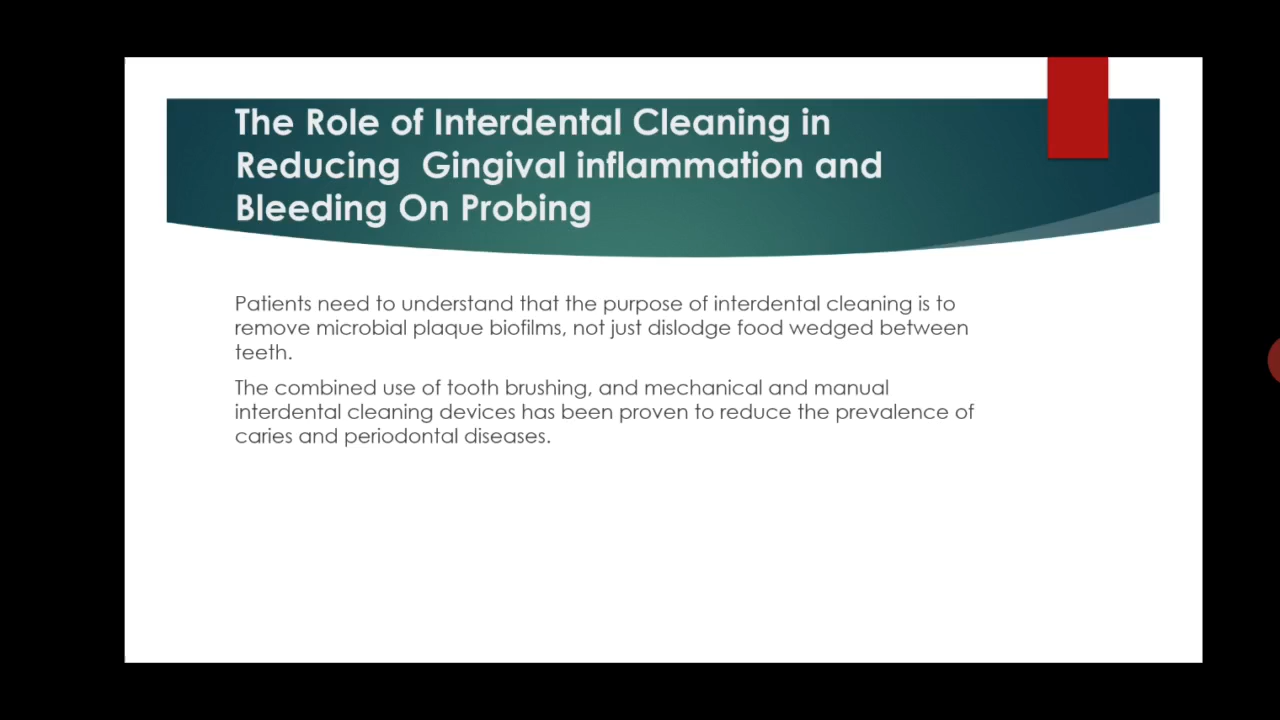 The Role of Interdental Cleaning in
Reducing  Gingival inflammation and
Bleeding On Probing
Patients need to understand that the purpose of interdental cleaning is to
remove microbial plaque biofilms, not just dislodge food wedged between
teeth.
The combined use of tooth brushing, and mechanical and manual
interdental cleaning devices has been proven to reduce the prevalence of
caries and periodontal diseases.